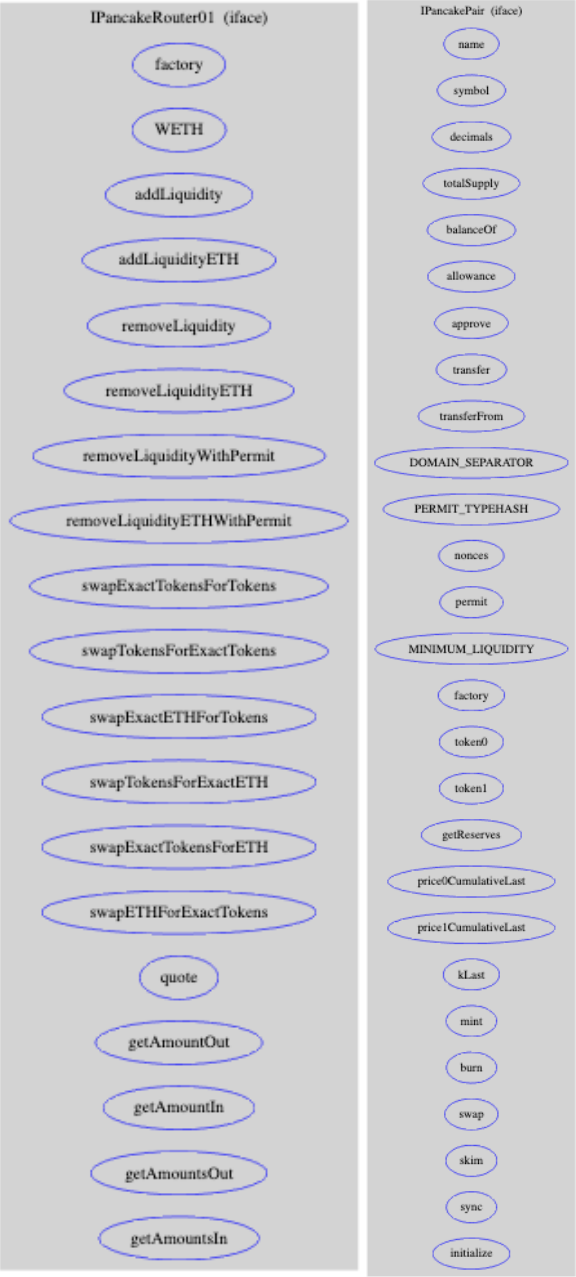 IPancakeRouter01 (iface)
factory
WETH
addLiquidity
addLiquidityETH
removeLiquidity
removeLiquidityETH
removeLiquidityWithPermit
removeLiquidityETHWithPermit
swapExactTokensForTokens
swapTokensForExactTokens
swapExactETHForTokens
swapTokensForExactETH
swapExactTokensForETH
swapETHForExactTokens
quote
getAmountOut
getAmountIn
getAmountsOut
getAmountsIn
IPancakePair (iface)
name
symbol
decimals
totalSupply
balanceOf
allowance
approve
transfer
transferFrom
DOMAIN_SEPARATOR
PERMIT_TYPEHASH
nonces
permit
MINIMUM_LIQUIDITY
factory
token0
token1
getReserves
price0CumulativeLast
price1CumulativeLast
kLast
mint
burn
swap
skim
sync
initialize